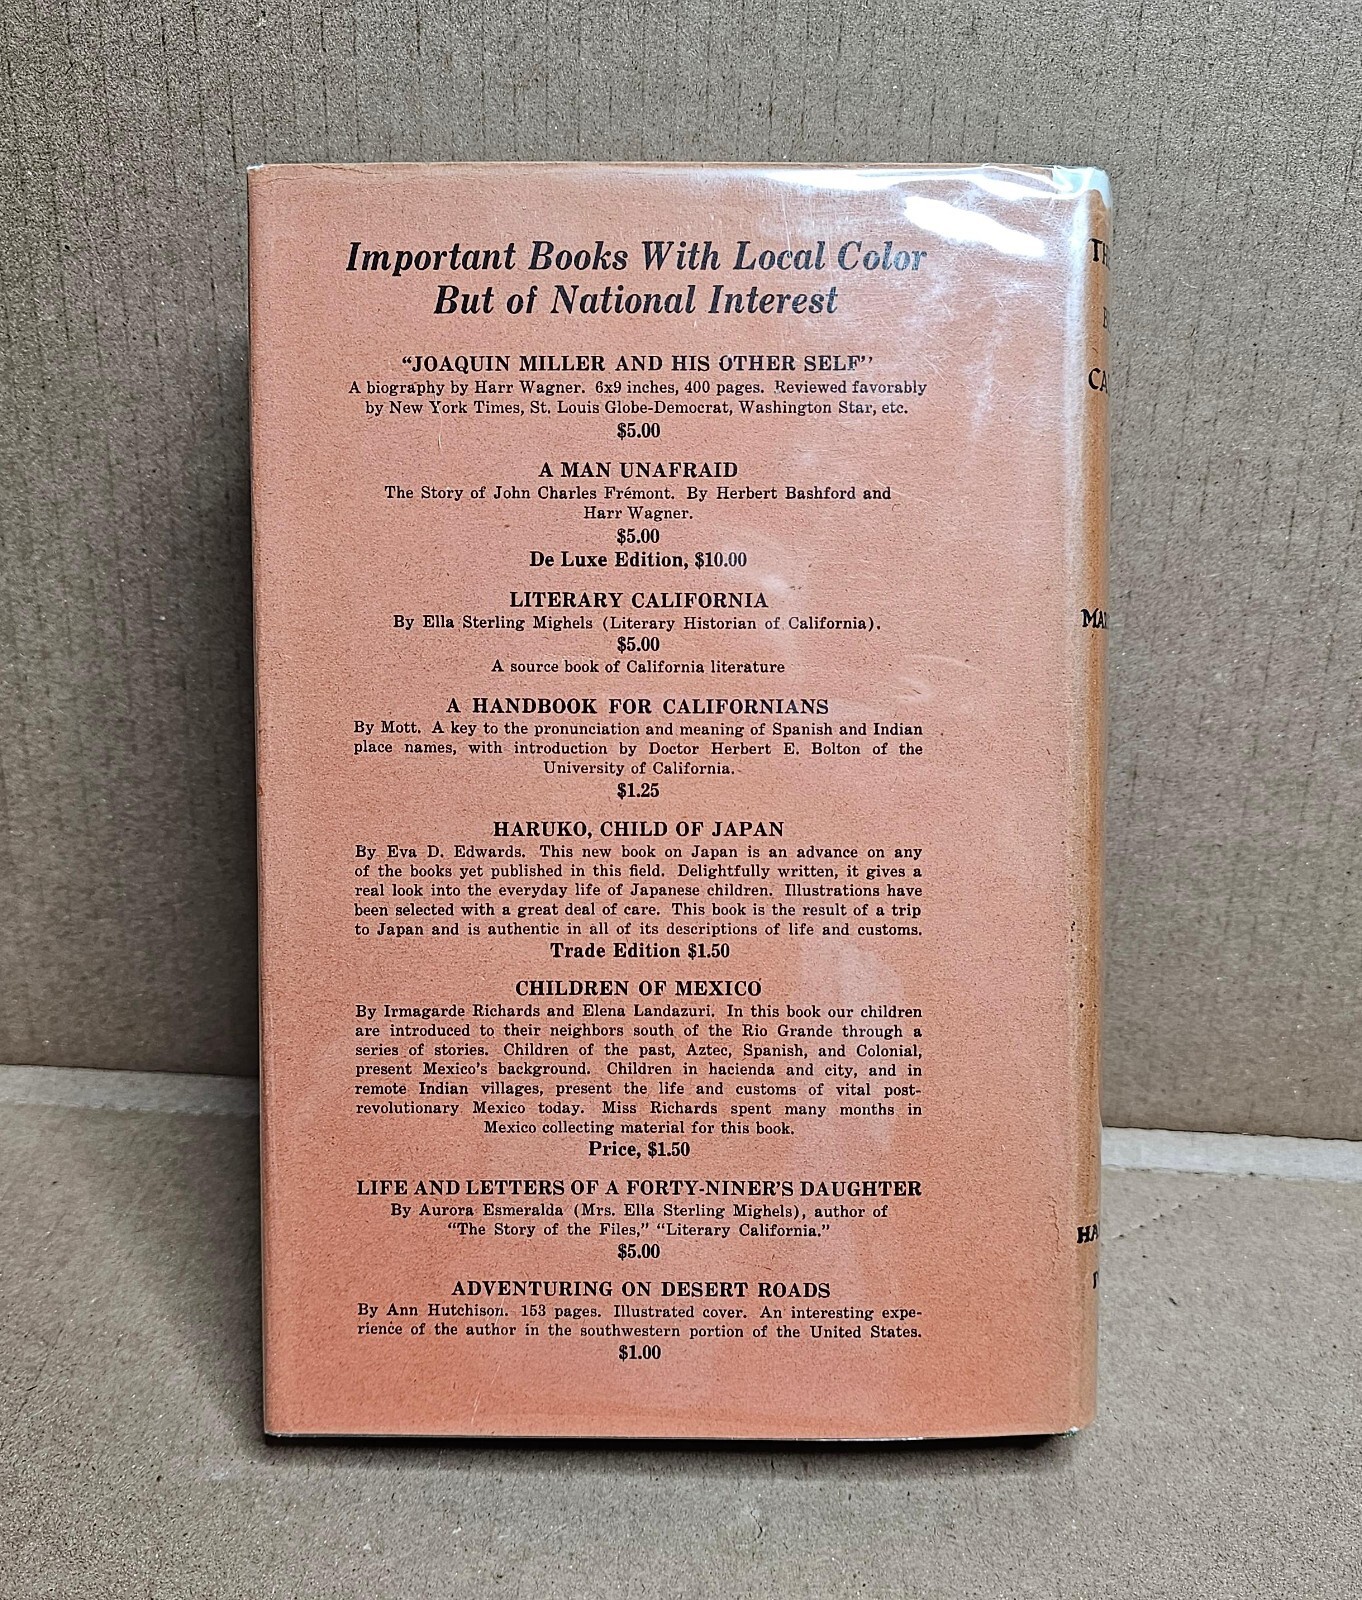 Important Books With Local Color
But of National Interest
"JOAQUIN MILLER AND HIS OTHER SELF"
A biography by Harr Wagner. 6x9 inches, 400 pages. Reviewed favorably
by New York Times, St. Louis Globe-Democrat, Washington Star, etc.
$5.00
A MAN UNAFRAID
The Story of John Charles Frémont. By Herbert Bashford and
Harr Wagner.
$5.00
De Luxe Edition, $10.00
LITERARY CALIFORNIA
By Ella Sterling Mighels (Literary Historian of California).
$5.00
A source book of California literature
A HANDBOOK FOR CALIFORNIANS
By Mott. A key to the pronunciation and meaning of Spanish and Indian
place names, with introduction by Doctor Herbert E. Bolton of the
University of California.
$1.25
HARUKO, CHILD OF JAPAN
By Eva D. Edwards. This new book on Japan is an advance on any
of the books yet published in this field. Delightfully written, it gives a
real look into the everyday life of Japanese children. Illustrations have
been selected with a great deal of care. This book is the result of a trip
to Japan and is authentic in all of its descriptions of life and customs.
Trade Edition $1.50
CHILDREN OF MEXICO
By Irmagarde Richards and Elena Landazuri. In this book our children
are introduced to their neighbors south of the Rio Grande through a
series of stories. Children of the past, Aztec, Spanish, and Colonial,
present Mexico's background. Children in hacienda and city, and in
remote Indian villages, present the life and customs of vital post-
revolutionary Mexico today. Miss Richards spent many months in
Mexico collecting material for this book.
Price, $1.50
LIFE AND LETTERS OF A FORTY-NINER'S DAUGHTER
By Aurora Esmeralda (Mrs. Ella Sterling Mighels), author of
"The Story of the Files," "Literary California."
$5.00
ADVENTURING ON DESERT ROADS
By Ann Hutchison. 153 pages. Illustrated cover. An interesting expe-
rience of the author in the southwestern portion of the United States.
$1.00